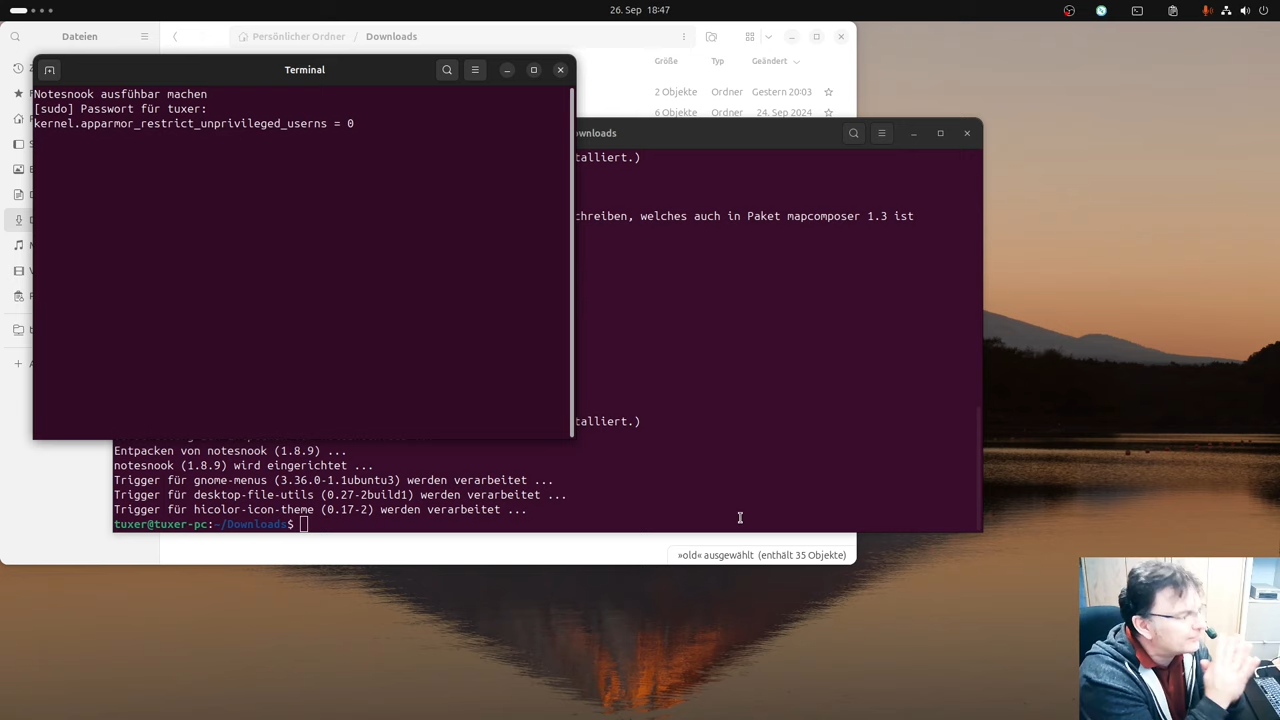 26. Sep 18:47
Dateien
Persönlicher Ordner
Downloads
Größe
Typ
Geändert
2 Objekte
Ordner
Gestern 20:03
6 Objekte
Ordner
24. Sep 2024
Terminal
Notesnook ausfühbar machen
[sudo] Passwort für tuxer:
kernel.apparmor_restrict_unprivileged_userns = 0
ownloads
talliert.)
chreiben, welches auch in Paket mapcomposer 1.3 ist
talliert.)
Entpacken von notesnook (1.8.9) ...
notesnook (1.8.9) wird eingerichtet ...
Trigger für gnome-menus (3.36.0-1.1ubuntu3) werden verarbeitet ...
Trigger für desktop-file-utils (0.27-2build1) werden verarbeitet ...
Trigger für hicolor-icon-theme (0.17-2) werden verarbeitet ...
tuxer@tuxer-pc:~/Downloads$
»old« ausgewählt (enthält 35 Objekte)